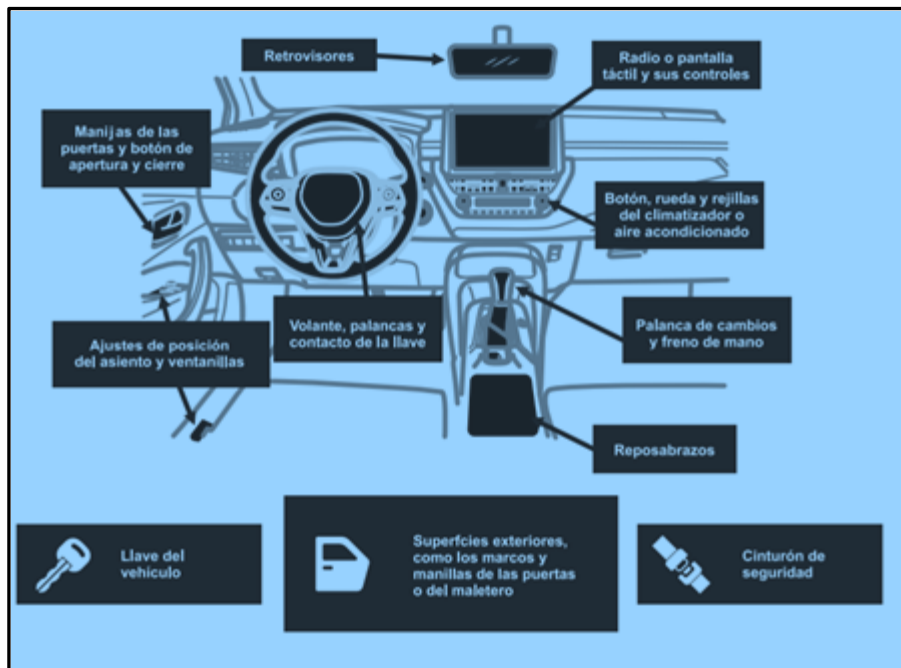 Retrovisores
Radio o pantalla
táctil y sus controles
Manijas de las
puertas y botón de
apertura y cierre
Botón, rueda y rejillas
del climatizador o
aire acondicionado
Volante, palancas y
contacto de la llave
Palanca de cambios
y freno de mano
Ajustes de posición
del asiento y ventanillas
Reposabrazos
Llave del
vehículo
Superfcies exteriores,
como los marcos y
manillas de las puertas
o del maletero
Cinturón de
seguridad